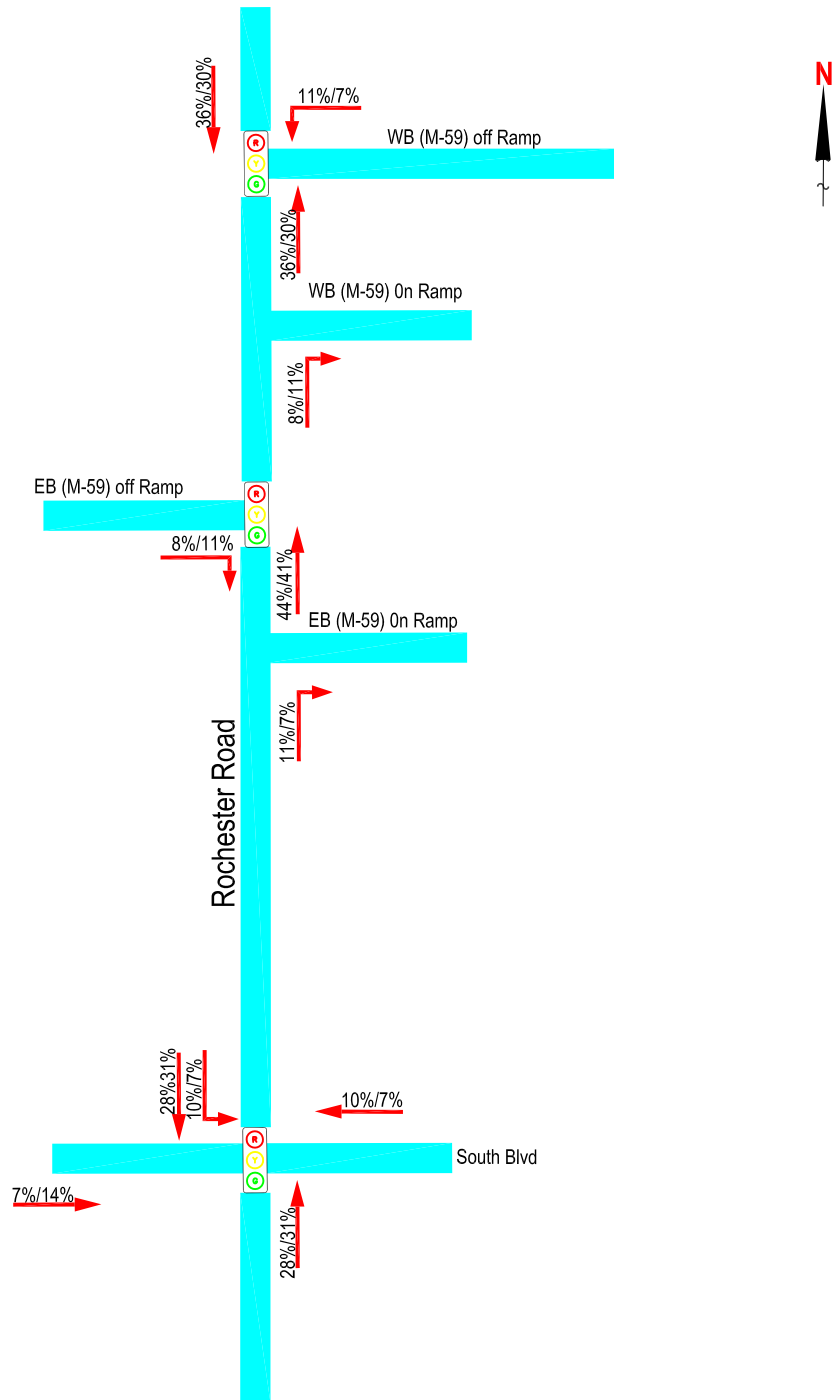 N
36%/30%
11%/7%
WB (M-59) off Ramp
R
Y
G
36%/30%
WB (M-59) 0n Ramp
8%/11%
EB (M-59) off Ramp
R
Y
G
8%/11%
44%/41%
EB (M-59) 0n Ramp
11%/7%
Rochester Road
28%31%
10%/7%
10%/7%
R
Y
G
South Blvd
7%/14%
28%/31%